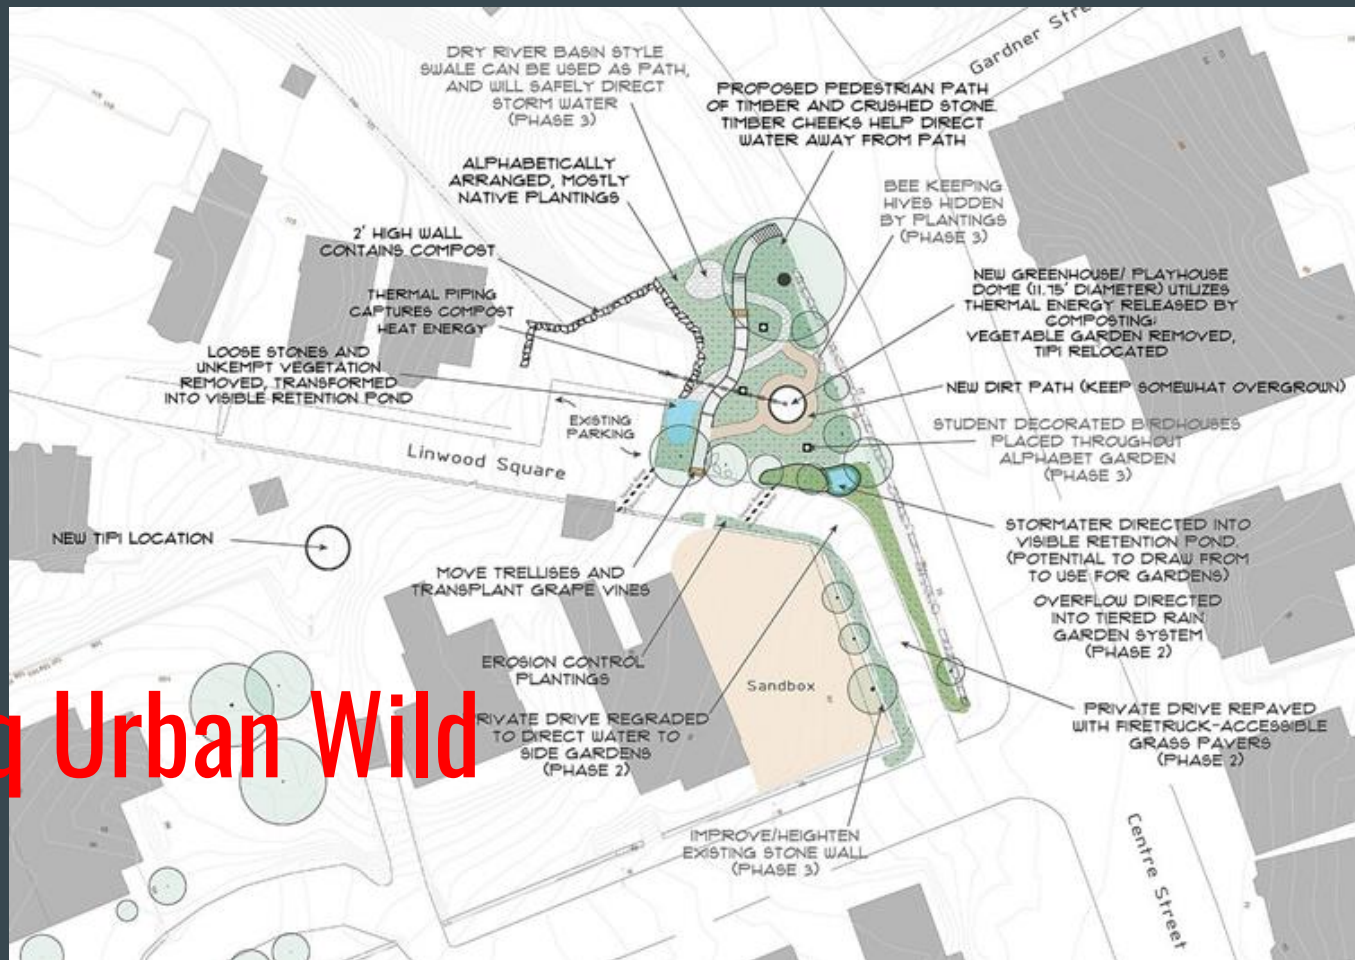 Gardner Stre
DRY RIVER BASIN STYLE
SWALE CAN BE USED AS PATH,
AND WILL SAFELY DIRECT
STORM WATER
(PHASE 3)
PROPOSED PEDESTRIAN PATH
OF TIMBER AND CRUSHED STONE.
TIMBER CHEEKS HELP DIRECT
WATER AWAY FROM PATH
ALPHABETICALLY
ARRANGED, MOSTLY
NATIVE PLANTINGS
BEE KEEPING
HIVES HIDDEN
BY PLANTINGS
(PHASE 3)
2' HIGH WALL
CONTAINS COMPOST
THERMAL PIPING
CAPTURES COMPOST
HEAT ENERGY
NEW GREENHOUSE/ PLAYHOUSE
DOME (11.75' DIAMETER) UTILIZES
THERMAL ENERGY RELEASED BY
COMPOSTING;
VEGETABLE GARDEN REMOVED,
TIPI RELOCATED
LOOSE STONES AND
UNKEMPT VEGETATION
REMOVED, TRANSFORMED
INTO VISIBLE RETENTION POND
NEW DIRT PATH (KEEP SOMEWHAT OVERGROWN)
EXISTING
PARKING
Linwood Square
STUDENT DECORATED BIRDHOUSES
PLACED THROUGHOUT
ALPHABET GARDEN
(PHASE 3)
NEW TIPI LOCATION
STORMATER DIRECTED INTO
VISIBLE RETENTION POND.
(POTENTIAL TO DRAW FROM
TO USE FOR GARDENS)
OVERFLOW DIRECTED
INTO TIERED RAIN
GARDEN SYSTEM
(PHASE 2)
MOVE TRELLISES AND
TRANSPLANT GRAPE VINES
EROSION CONTROL
PLANTINGS
Sandbox
q Urban Wild
PRIVATE DRIVE REGRADED
TO DIRECT WATER TO
SIDE GARDENS
(PHASE 2)
PRIVATE DRIVE REPAVED
WITH FIRETRUCK-ACCESSIBLE
GRASS PAVERS
(PHASE 2)
IMPROVE/HEIGHTEN
EXISTING STONE WALL
(PHASE 3)
Centre Street